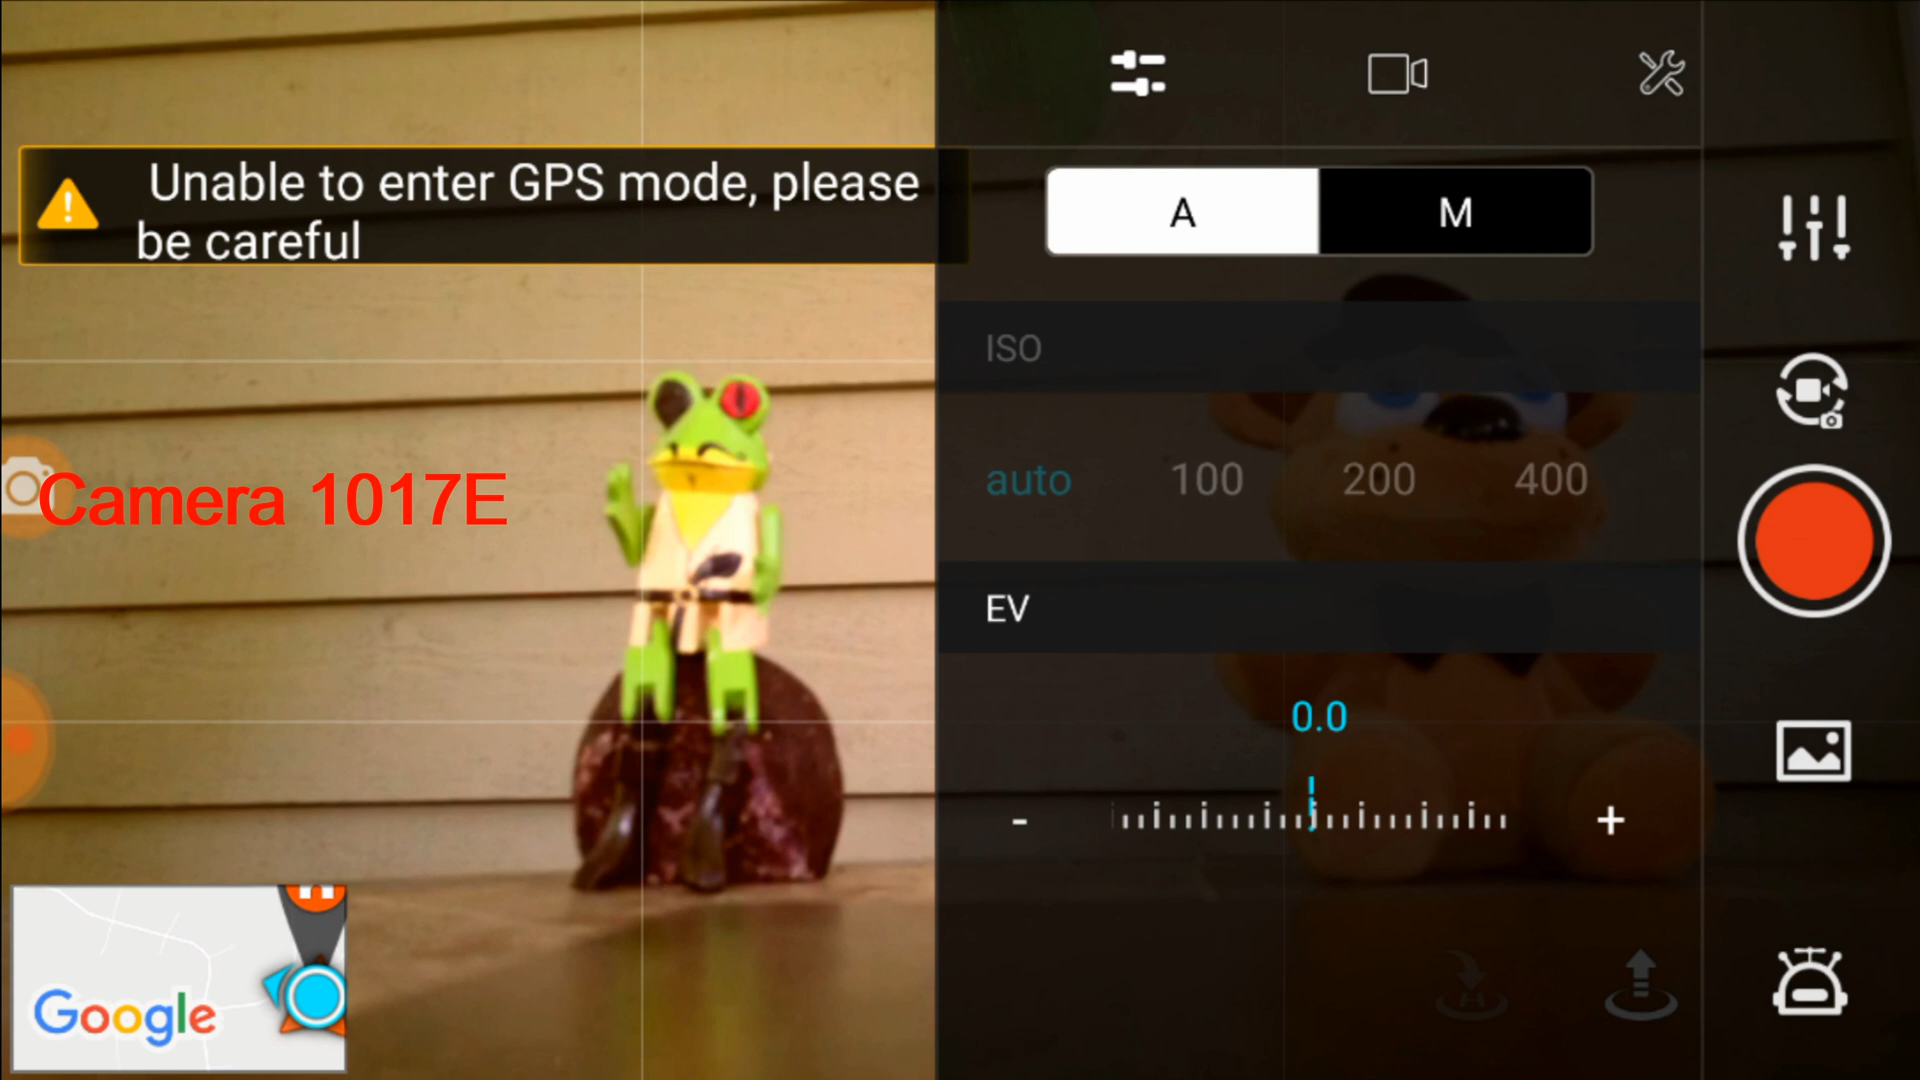 Unable to enter GPS mode, please
be careful
A M
ISO
Camera 1017E
auto 100 200 400
EV
0.0
- +
Google
H